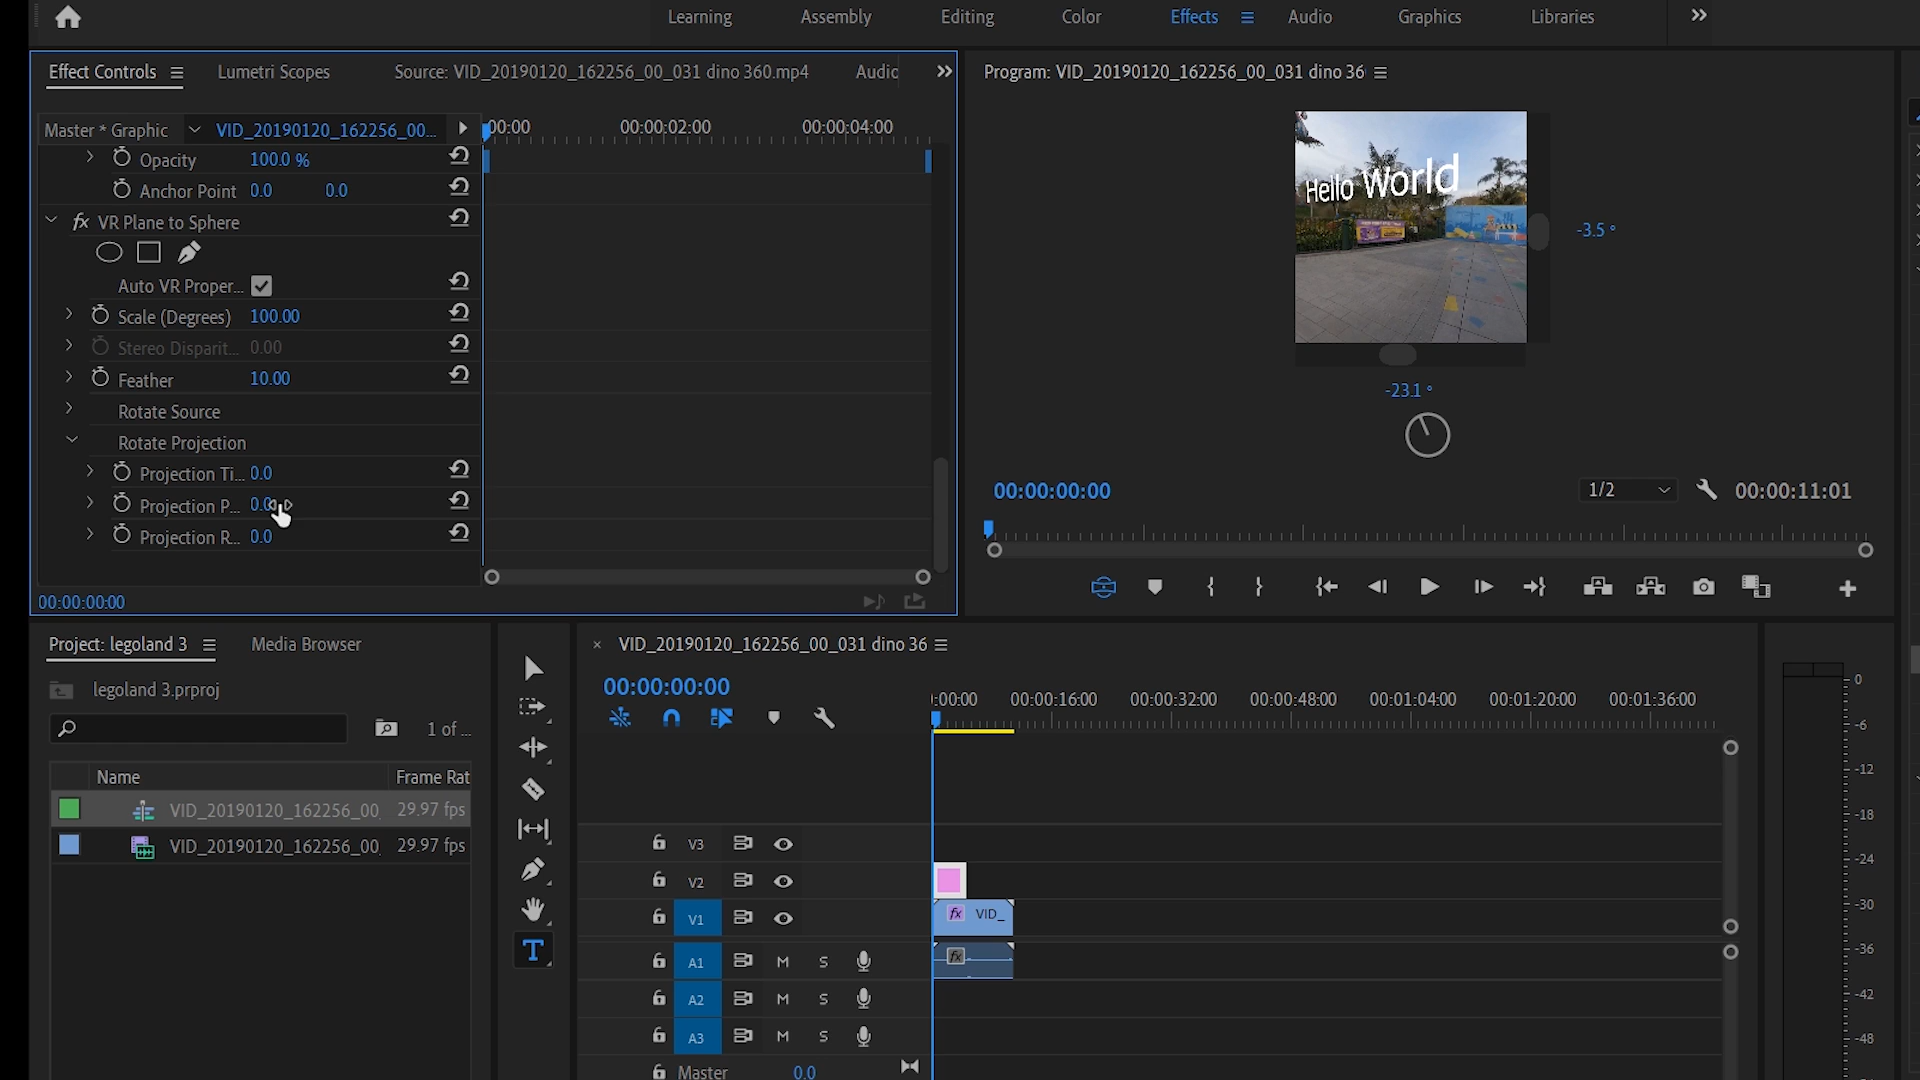 Learning Assembly Editing Color Effects Audio Graphics Libraries
Effect Controls Lumetri Scopes Source: VID_20190120_162256_00_031 dino 360.mp4 Audio
Program: VID_20190120_162256_00_031 dino 36
Master * Graphic VID_20190120_162256_00...
:00:00 00:00:02:00 00:00:04:00
Opacity 100.0 %
Anchor Point 0.0 0.0
fx VR Plane to Sphere
Auto VR Proper...
Scale (Degrees) 100.00
Stereo Disparit... 0.00
Feather 10.00
Rotate Source
Rotate Projection
Projection Ti... 0.0
Projection P... 0.0
Projection R... 0.0
00:00:00:00
Hello World
-3.5 °
-23.1 °
00:00:00:00 1/2 00:00:11:01
Project: legoland 3 Media Browser
legoland 3.prproj
1 of ...
Name Frame Rat
VID_20190120_162256_00_ 29.97 fps
VID_20190120_162256_00_ 29.97 fps
T
× VID_20190120_162256_00_031 dino 36
00:00:00:00
:00:00 00:00:16:00 00:00:32:00 00:00:48:00 00:01:04:00 00:01:20:00 00:01:36:00
V3
V2
V1 fx VID_
A1 M S fx
A2 M S
A3 M S
Master 0.0
0
-6
-12
-18
-24
-30
-36
-42
-48